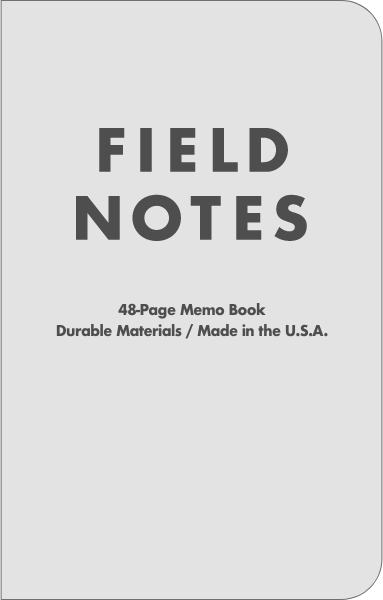 FIELD
NOTES
48-Page Memo Book
Durable Materials / Made in the U.S.A.